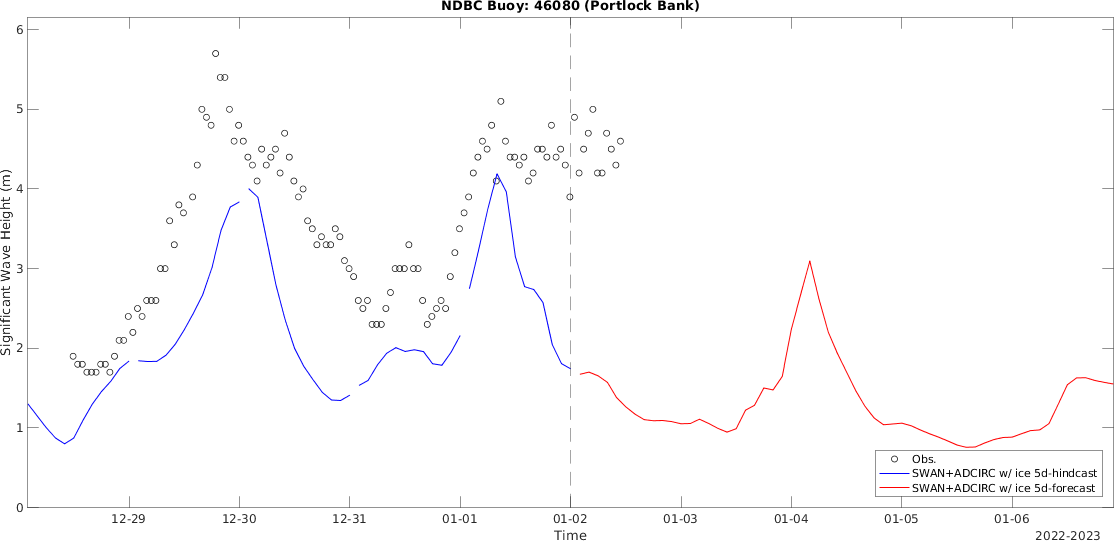 NDBC Buoy: 46080 (Portlock Bank)
Significant Wave Height (m)
6
5
4
3
2
1
0
Obs.
SWAN+ADCIRC w/ ice 5d-hindcast
SWAN+ADCIRC w/ ice 5d-forecast
12-29 12-30 12-31 01-01 01-02 01-03 01-04 01-05 01-06
Time
2022-2023